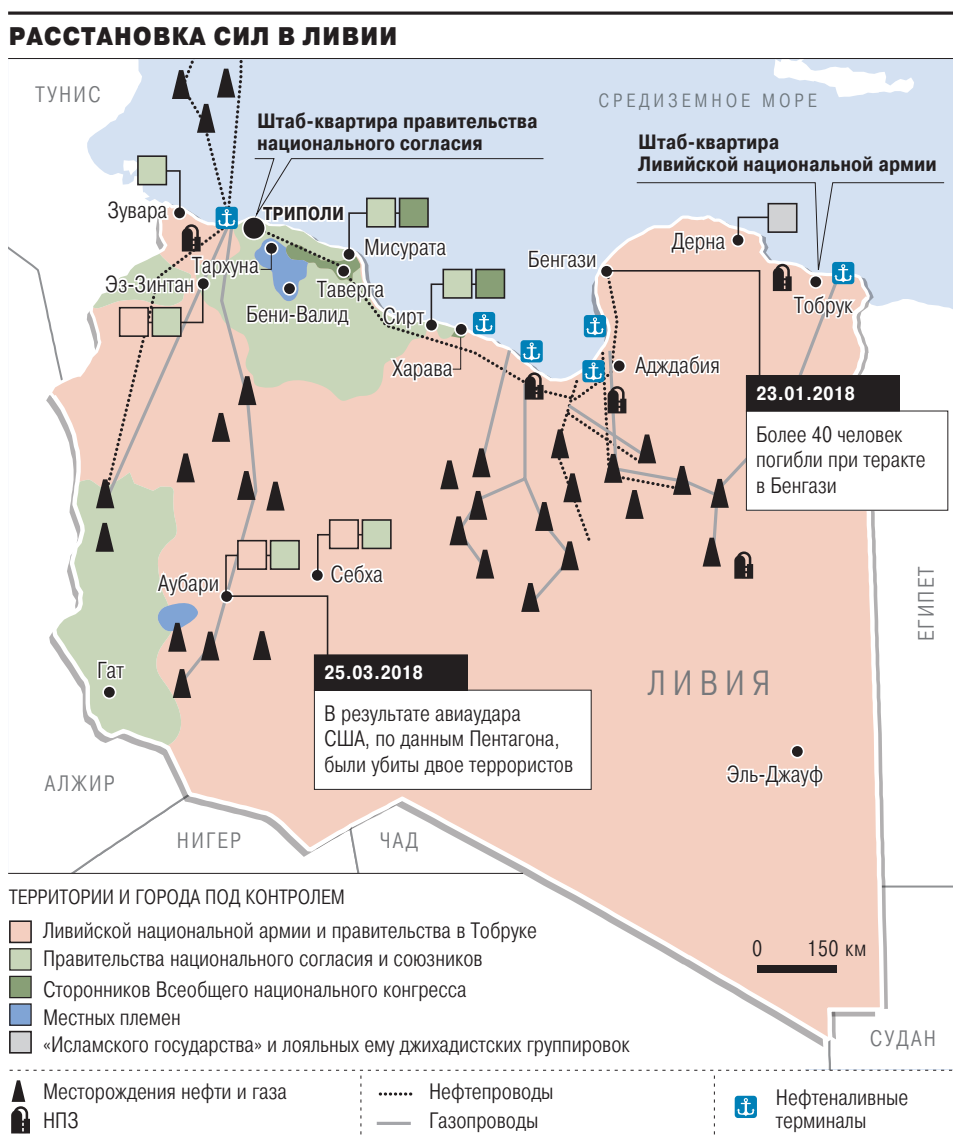 РАССТАНОВКА СИЛ В ЛИВИИ
ТУНИС
СРЕДИЗЕМНОЕ МОРЕ
Штаб-квартира правительства
национального согласия
Штаб-квартира
Ливийской национальной армии
Зувара
ТРИПОЛИ
Мисурата
Дерна
Тархуна
Бенгази
Эз-Зинтан
Таверга
Тобрук
Бени-Валид
Сирт
Харава
Адждабия
23.01.2018
Более 40 человек
погибли при теракте
в Бенгази
Аубари
Себха
ЕГИПЕТ
Гат
25.03.2018
В результате авиаудара
США, по данным Пентагона,
были убиты двое террористов
ЛИВИЯ
Эль-Джауф
АЛЖИР
НИГЕР
ЧАД
ТЕРРИТОРИИ И ГОРОДА ПОД КОНТРОЛЕМ
Ливийской национальной армии и правительства в Тобруке
Правительства национального согласия и союзников
Сторонников Всеобщего национального конгресса
Местных племен
«Исламского государства» и лояльных ему джихадистских группировок
0 150 км
СУДАН
Месторождения нефти и газа
НПЗ
Нефтепроводы
Газопроводы
Нефтеналивные
терминалы